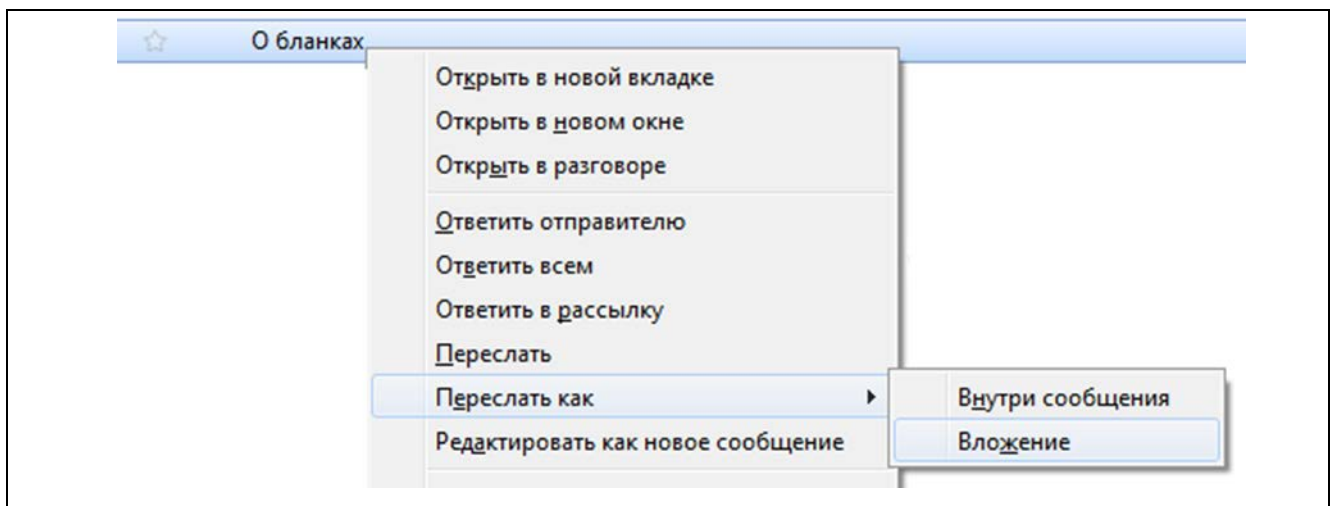 О бланках
Открыть в новой вкладке
Открыть в новом окне
Открыть в разговоре
Ответить отправителю
Ответить всем
Ответить в рассылку
Переслать
Переслать как
Внутри сообщения
Редактировать как новое сообщение
Вложение